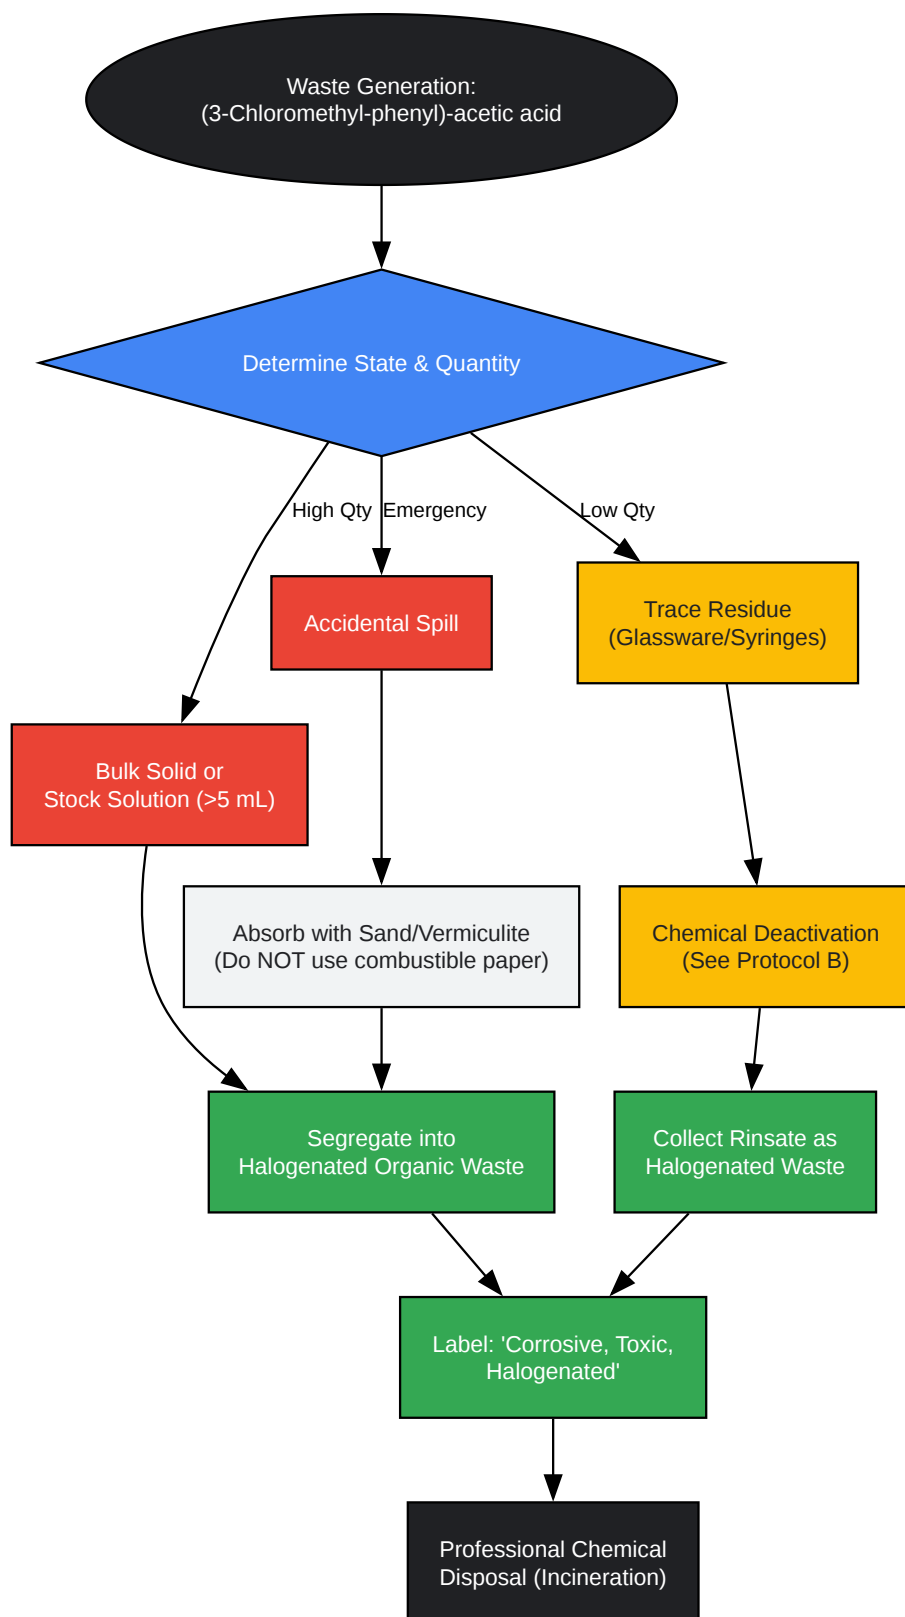 Waste Generation:
(3-Chloromethyl-phenyl)-acetic acid
Determine State & Quantity
High Qty
Emergency
Low Qty
Accidental Spill
Trace Residue
(Glassware/Syringes)
Bulk Solid or
Stock Solution (>5 mL)
Absorb with Sand/Vermiculite
(Do NOT use combustible paper)
Chemical Deactivation
(See Protocol B)
Segregate into
Halogenated Organic Waste
Collect Rinsate as
Halogenated Waste
Label: 'Corrosive, Toxic,
Halogenated'
Professional Chemical
Disposal (Incineration)